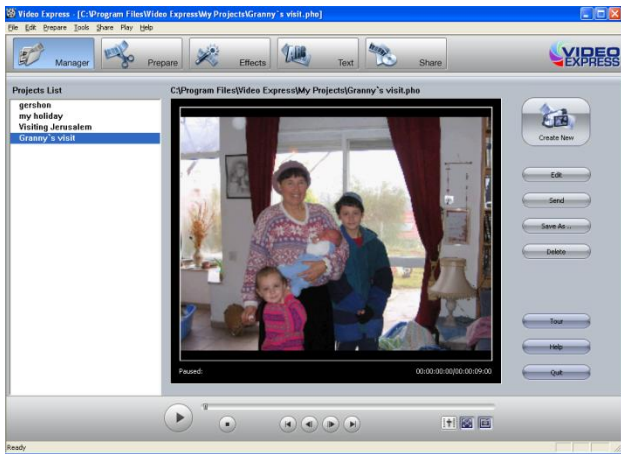 Video Express - [C:\Program Files\Video Express\My Projects\Granny`s visit.pho]
File Edit Prepare Tools Share Play Help
Manager
Prepare
Effects
Text
Share
VIDEO
EXPRESS
Projects List
gershon
my holiday
Visiting Jerusalem
Granny`s visit
C:\Program Files\Video Express\My Projects\Granny`s visit.pho
Paused:
00:00:00:00/00:00:09:00
Create New
Edit
Send
Save As ..
Delete
Tour
Help
Quit
Ready